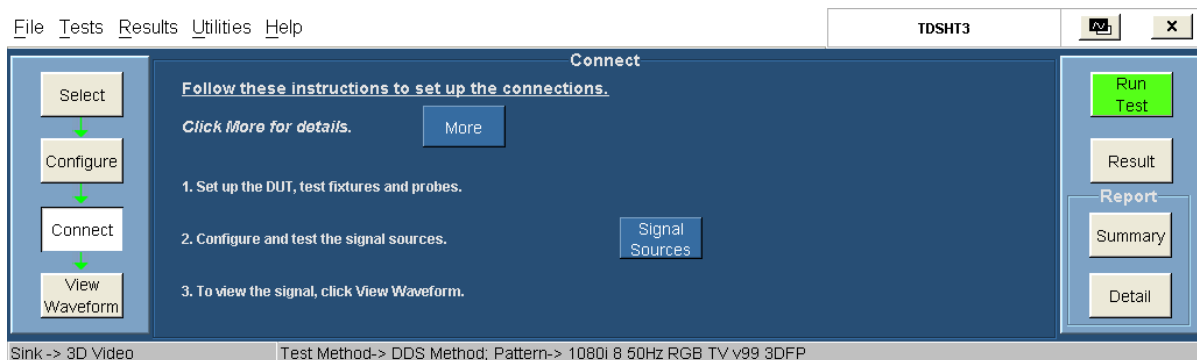 File Tests Results Utilities Help
TDSHT3
x
Connect
Select
Configure
Connect
View
Waveform
Follow these instructions to set up the connections.
Click More for details.
More
1. Set up the DUT, test fixtures and probes.
2. Configure and test the signal sources.
Signal
Sources
3. To view the signal, click View Waveform.
Run
Test
Result
Report
Summary
Detail
Sink -> 3D Video
Test Method-> DDS Method; Pattern-> 1080i 8 50Hz RGB TV v99 3DFP